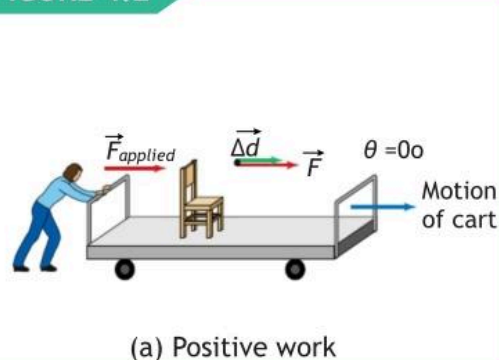 F applied
Δd
F
θ =0o
Motion
of cart
(a) Positive work